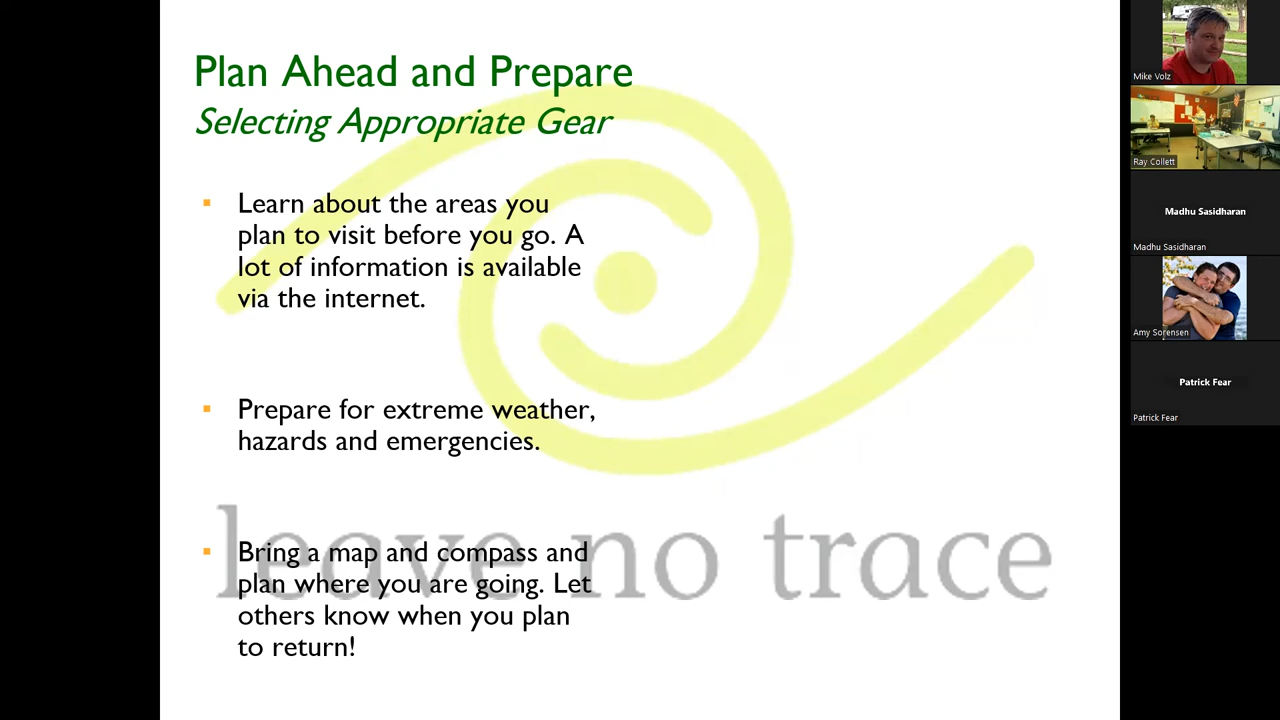 Plan Ahead and Prepare
Selecting Appropriate Gear
▪ Learn about the areas you
plan to visit before you go. A
lot of information is available
via the internet.
▪ Prepare for extreme weather,
hazards and emergencies.
▪ Bring a map and compass and
plan where you are going. Let
others know when you plan
to return!
leave no trace
Mike Volz
Ray Collett
Madhu Sasidharan
Madhu Sasidharan
Amy Sorensen
Patrick Fear
Patrick Fear